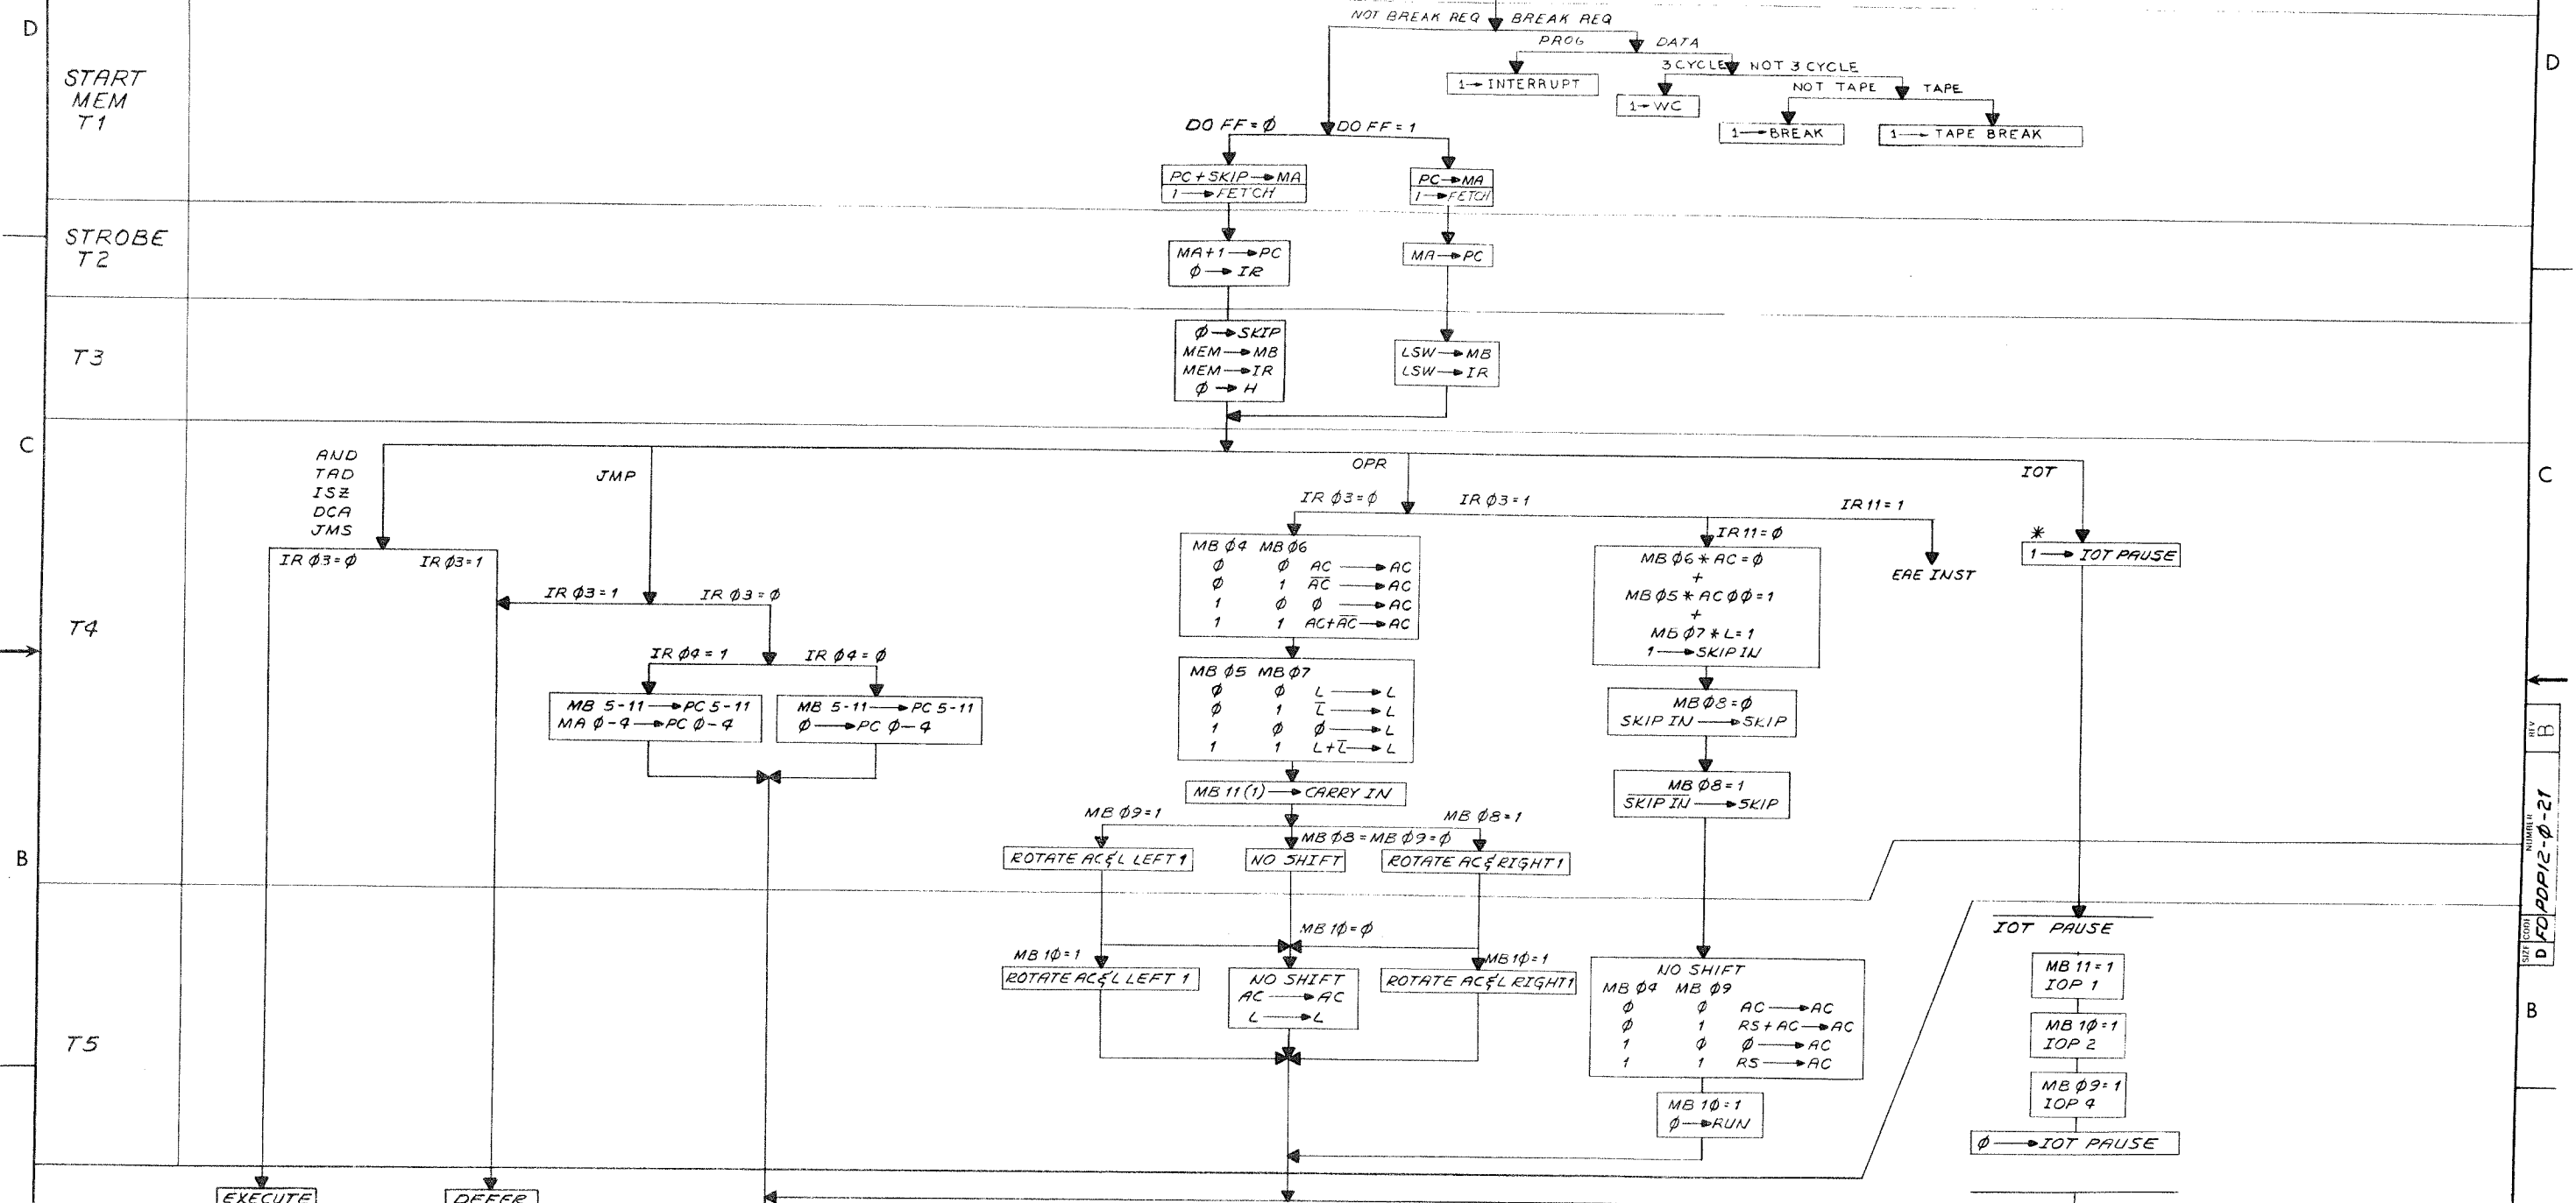 D
NOT BREAK REQ
BREAK REQ
PROG
DATA
D
START
MEM
T1
3 CYCLE
NOT 3 CYCLE
1→INTERRUPT
NOT TAPE
TAPE
1→WC
1→BREAK
1→TAPE BREAK
DO FF=Ø
DO FF=1
PC+SKIP→MA
1→FETCH
PC→MA
1→FETCH
STROBE
T2
MA+1→PC
Ø→IR
MA→PC
T3
Ø→SKIP
MEM→MB
MEM→IR
Ø→H
LSW→MB
LSW→IR
C
AND
TAD
ISZ
DCA
JMS
JMP
OPR
IOT
C
IR Ø3=Ø
IR Ø3=1
IR 11=1
IR 11=Ø
*
1→IOT PAUSE
EAE INST
IR Ø3=Ø
IR Ø3=1
IR Ø3=1
IR Ø3=Ø
T4
MB Ø4 MB Ø6
Ø Ø AC→AC
Ø 1 A̅C̅→AC
1 Ø Ø→AC
1 1 AC+A̅C̅→AC
MB Ø6*AC=Ø
+
MB Ø5*AC ØØ=1
+
MB Ø7*L=1
1→SKIP IN
IR Ø4=1
IR Ø4=Ø
MB 5-11→PC 5-11
MA Ø-4→PC Ø-4
MB 5-11→PC 5-11
Ø→PC Ø-4
MB Ø5 MB Ø7
Ø Ø L→L
Ø 1 L̅→L
1 Ø Ø→L
1 1 L+L̅→L
MB Ø8=Ø
SKIP IN→SKIP
MB Ø8=1
S̅K̅I̅P̅ I̅N̅→SKIP
MB 11(1)→CARRY IN
MB Ø9=1
MB Ø8=MB Ø9=Ø
MB Ø8=1
ROTATE AC&L LEFT 1
NO SHIFT
ROTATE AC&RIGHT1
B
REV
B
NUMBER
PDP12-Ø-21
CODE
FD
SIZE
D
T5
MB 1Ø=Ø
MB 1Ø=1
MB 1Ø=1
ROTATE AC&L LEFT 1
NO SHIFT
AC→AC
L→L
ROTATE AC&L RIGHT1
NO SHIFT
MB Ø4 MB Ø9
Ø Ø AC→AC
Ø 1 RS+AC→AC
1 Ø Ø→AC
1 1 RS→AC
MB 1Ø=1
Ø→RUN
IOT PAUSE
MB 11=1
IOP 1
MB 1Ø=1
IOP 2
MB Ø9=1
IOP 4
Ø→IOT PAUSE
B
EXECUTE
DEFER